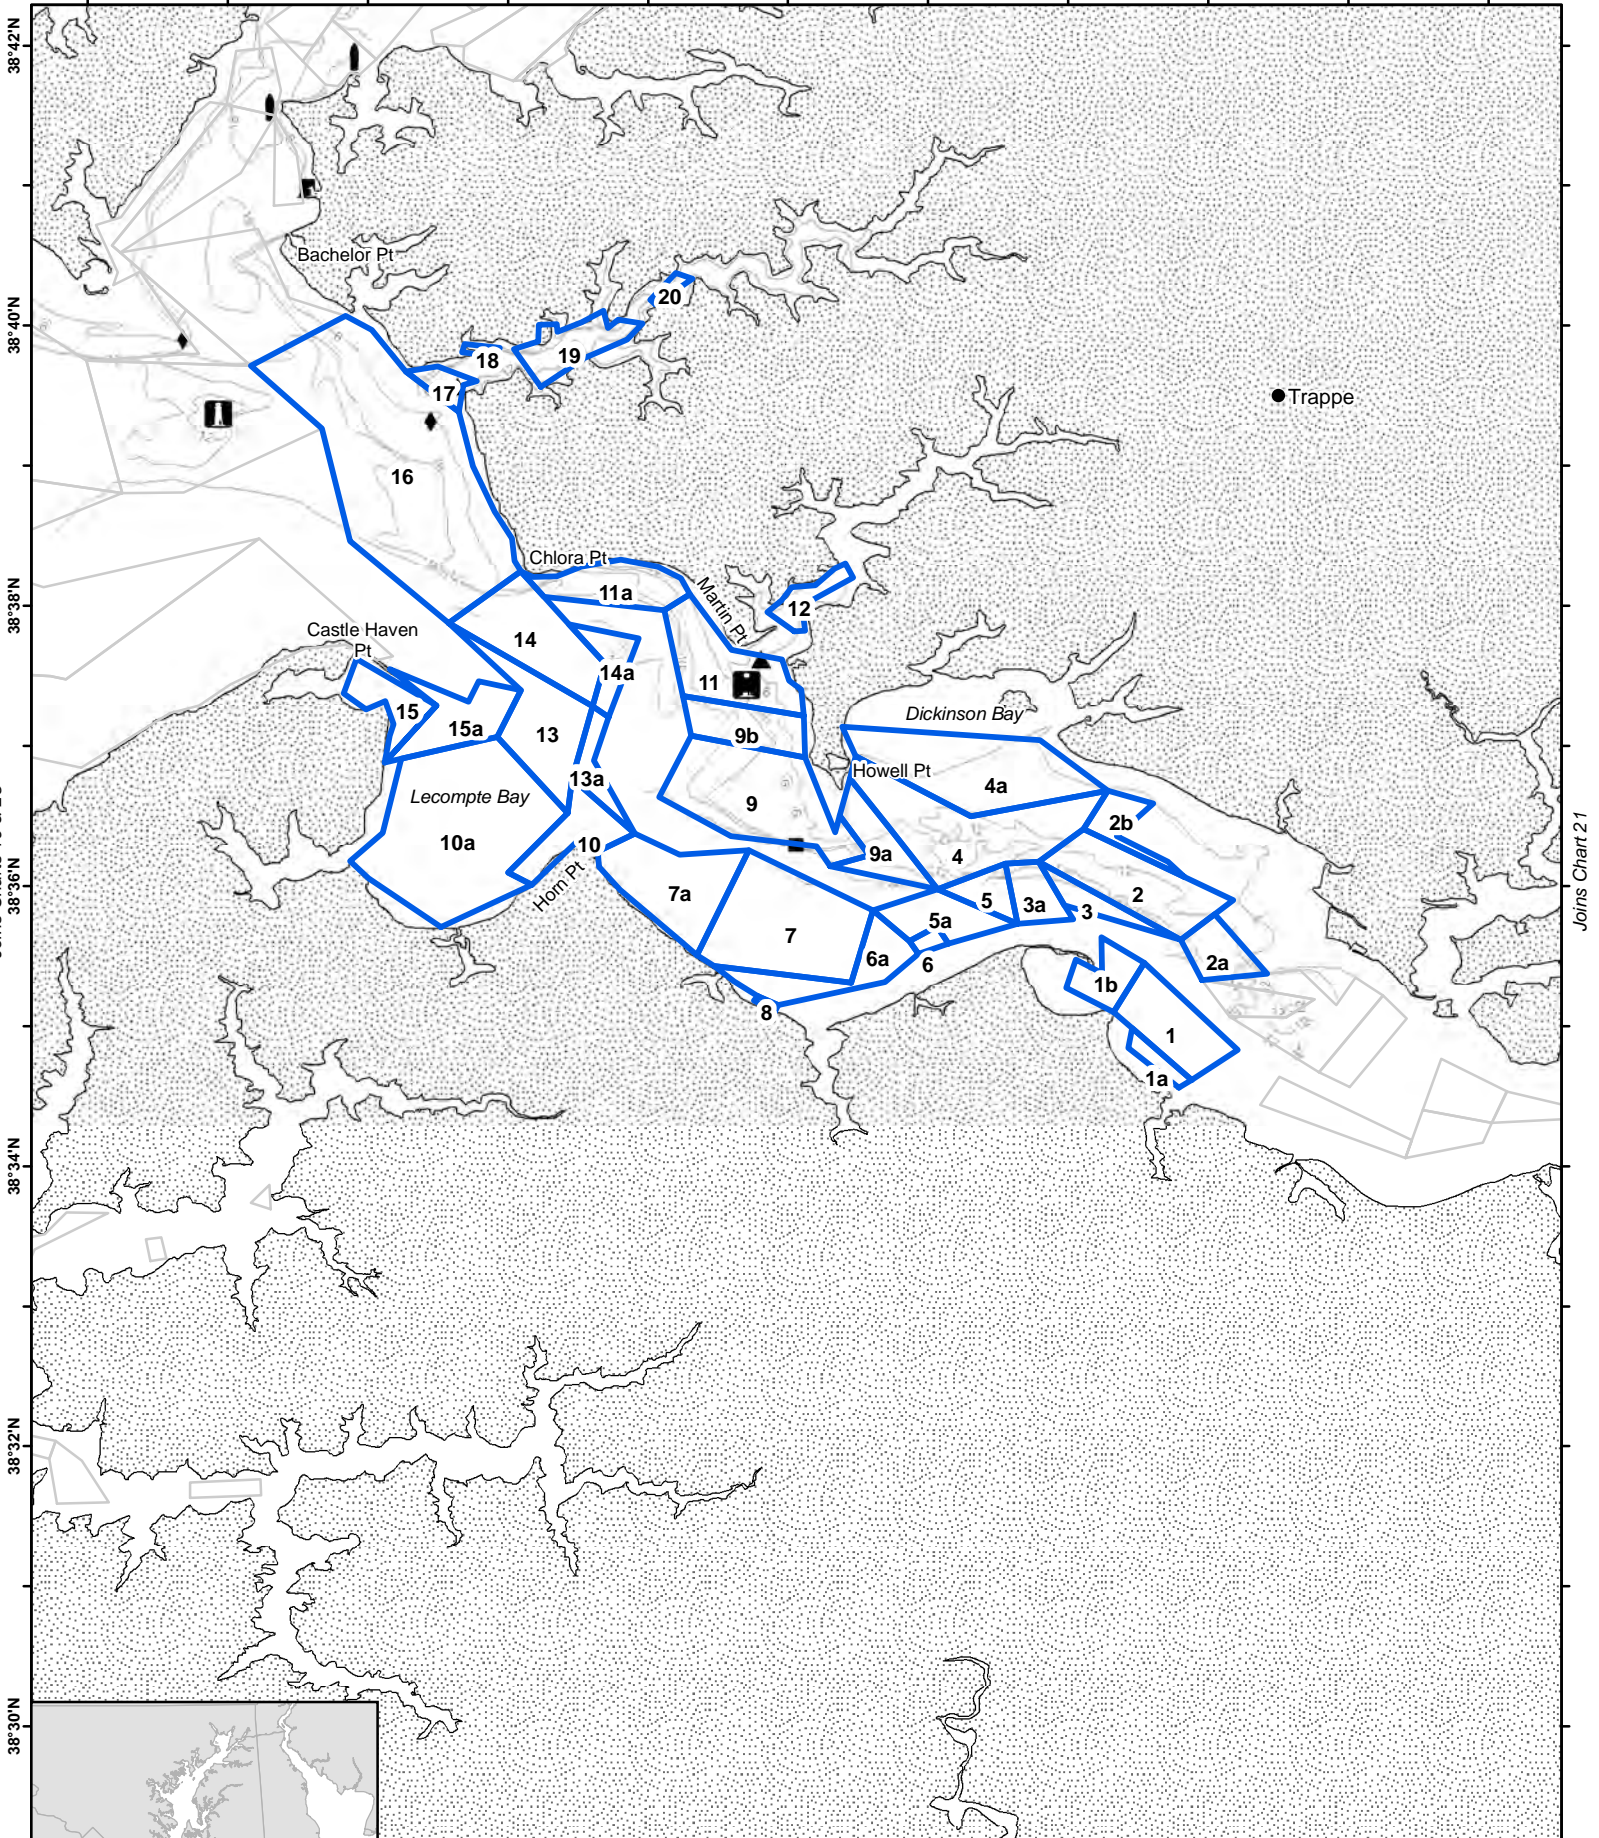 38°42'N
Bachelor Pt
38°40'N
20
18
19
17
Trappe
16
Chlora Pt
11a
Martin Pt
12
38°38'N
Castle Haven
Pt
14
14a
11
15
15a
13
9b
Dickinson Bay
Howell Pt
13a
4a
Lecompte Bay
9
2b
10a
10
9a
4
Joins Chart 21
38°36'N
Horn Pt
7a
5
3a
2
3
5a
7
6a
6
2a
1b
8
1
1a
38°34'N
38°32'N
38°30'N